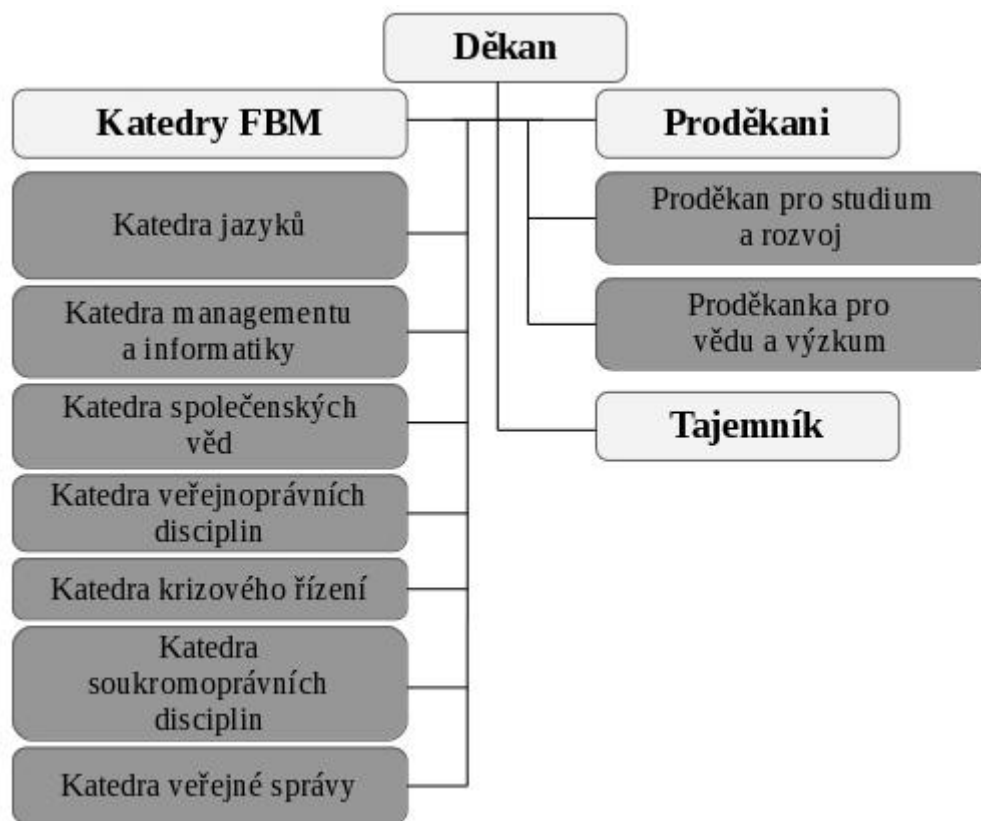 Děkan
Katedry FBM
Katedra jazyků
Katedra managementu
a informatiky
Katedra společenských
věd
Katedra veřejnoprávních
disciplin
Katedra krizového řízení
Katedra
soukromoprávních
disciplin
Katedra veřejné správy
Proděkani
Proděkan pro studium
a rozvoj
Proděkanka pro
vědu a výzkum
Tajemník